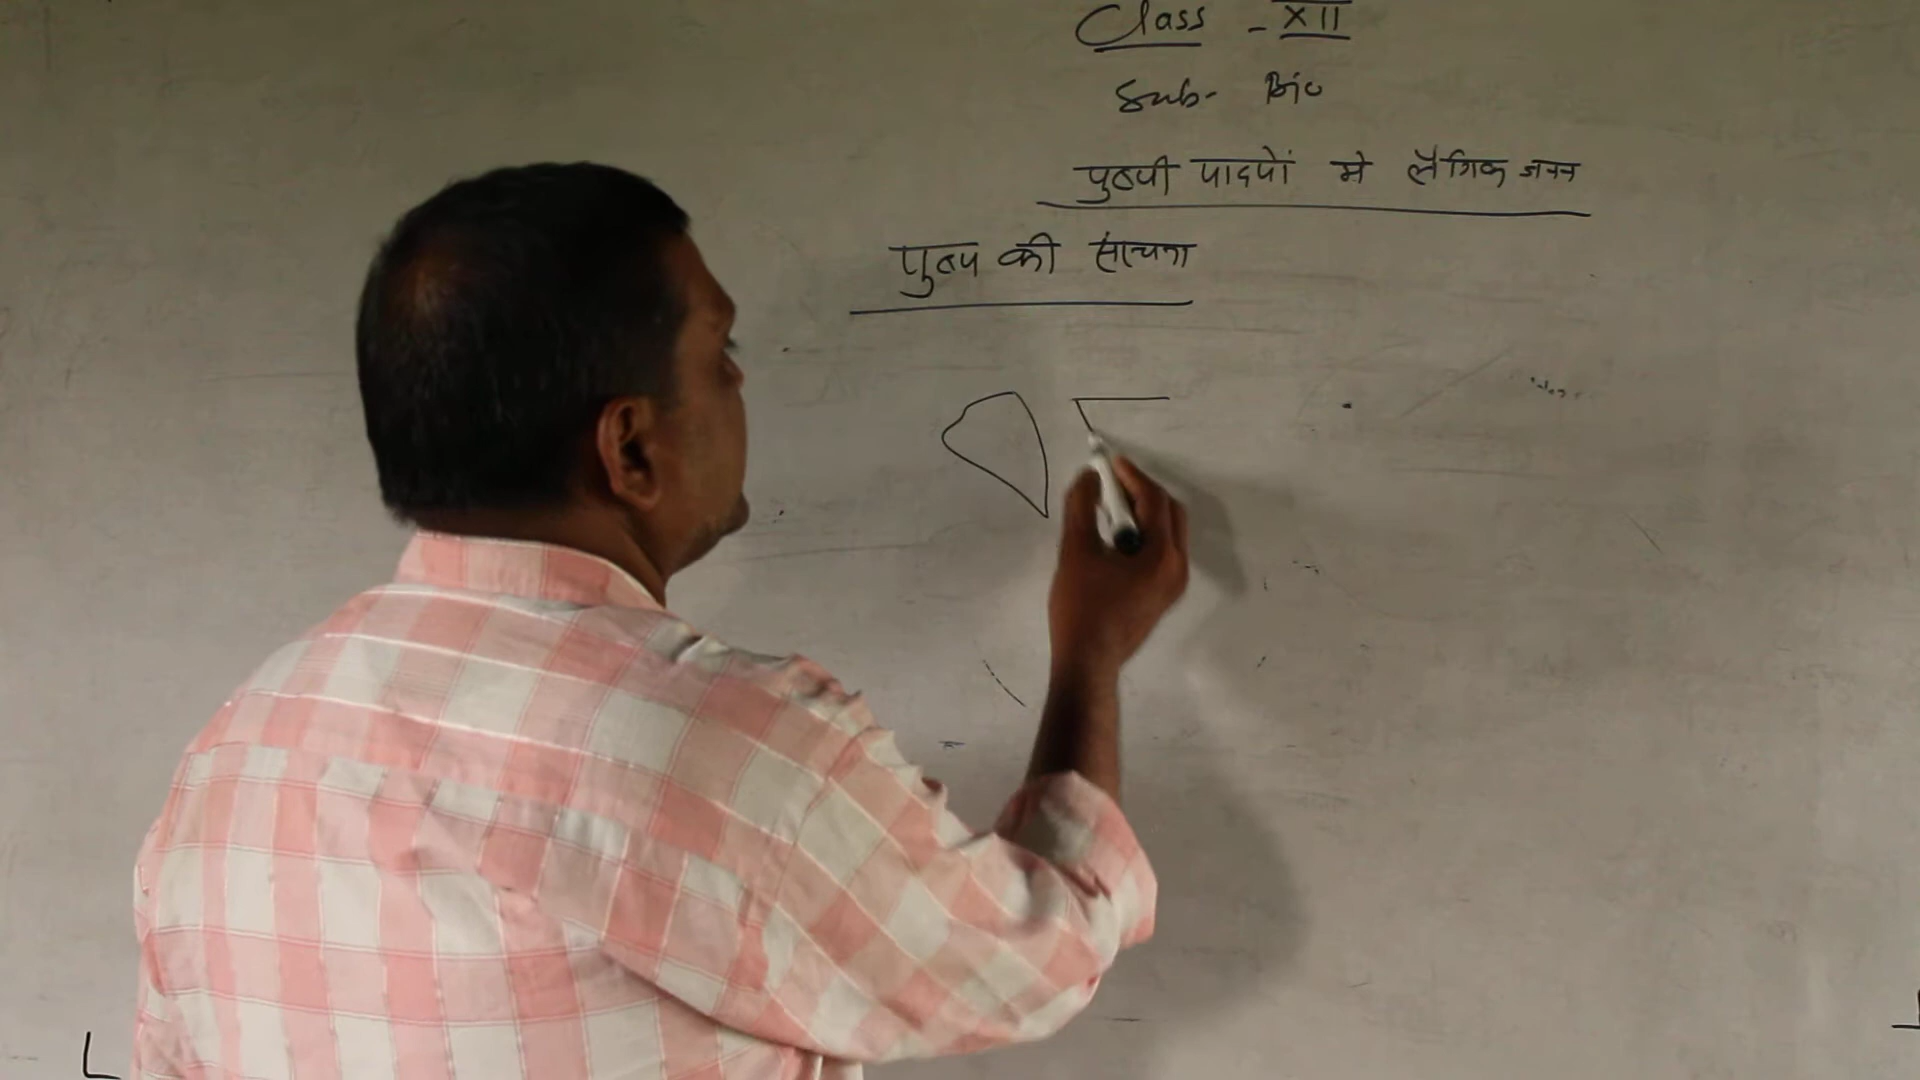 Class - XII
Sub- Bio
पुष्पी पादपों मे लैगिक जनन
पुष्प की संरचना